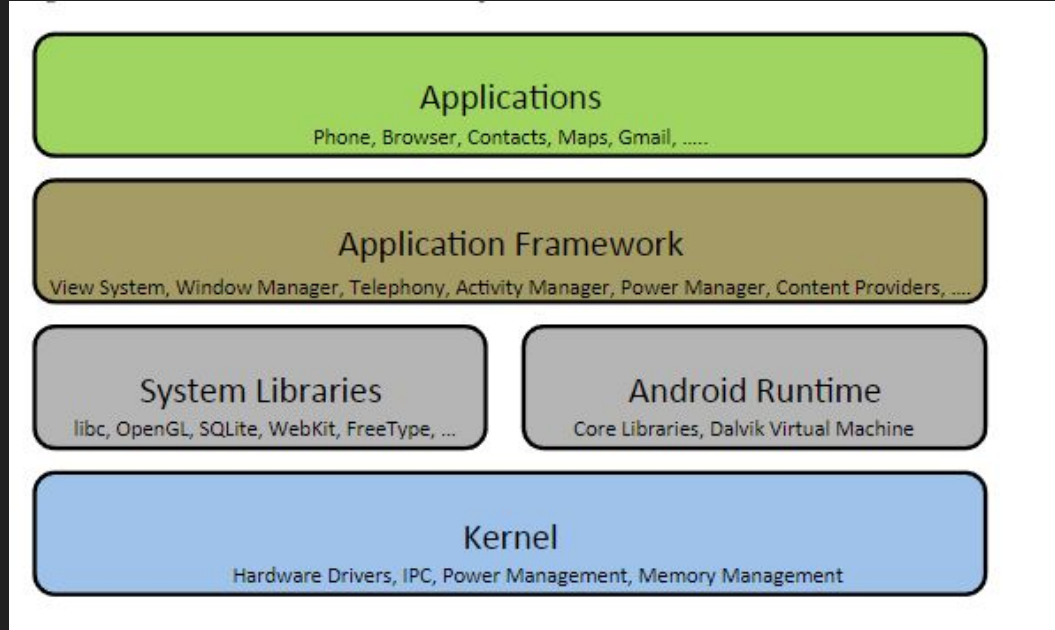 Applications
Phone, Browser, Contacts, Maps, Gmail, .....
Application Framework
View System, Window Manager, Telephony, Activity Manager, Power Manager, Content Providers, ....
System Libraries
libc, OpenGL, SQLite, WebKit, FreeType, ...
Android Runtime
Core Libraries, Dalvik Virtual Machine
Kernel
Hardware Drivers, IPC, Power Management, Memory Management